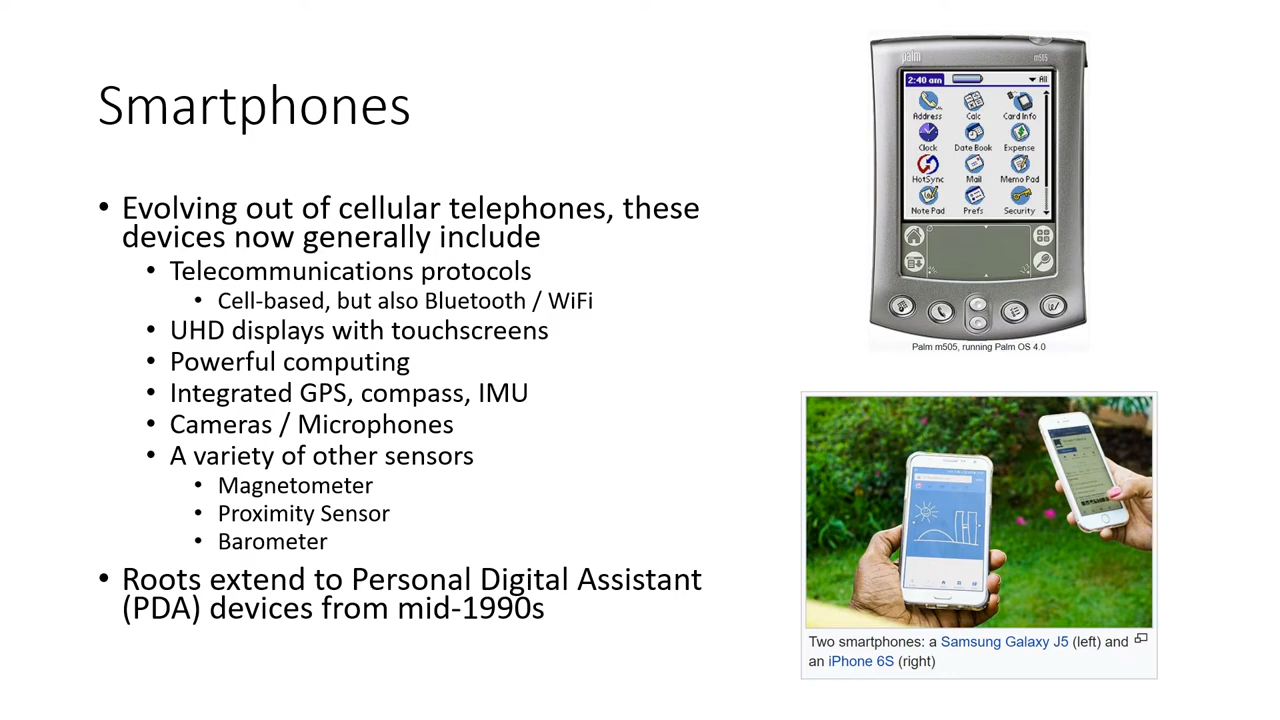 Smartphones
• Evolving out of cellular telephones, these
devices now generally include
• Telecommunications protocols
• Cell-based, but also Bluetooth / WiFi
• UHD displays with touchscreens
• Powerful computing
• Integrated GPS, compass, IMU
• Cameras / Microphones
• A variety of other sensors
• Magnetometer
• Proximity Sensor
• Barometer
• Roots extend to Personal Digital Assistant
(PDA) devices from mid-1990s
palm m505
2:40 am All
Address Calc Card Info
Clock Date Book Expense
HotSync Mail Memo Pad
Note Pad Prefs Security
Palm m505, running Palm OS 4.0
Two smartphones: a Samsung Galaxy J5 (left) and
an iPhone 6S (right)